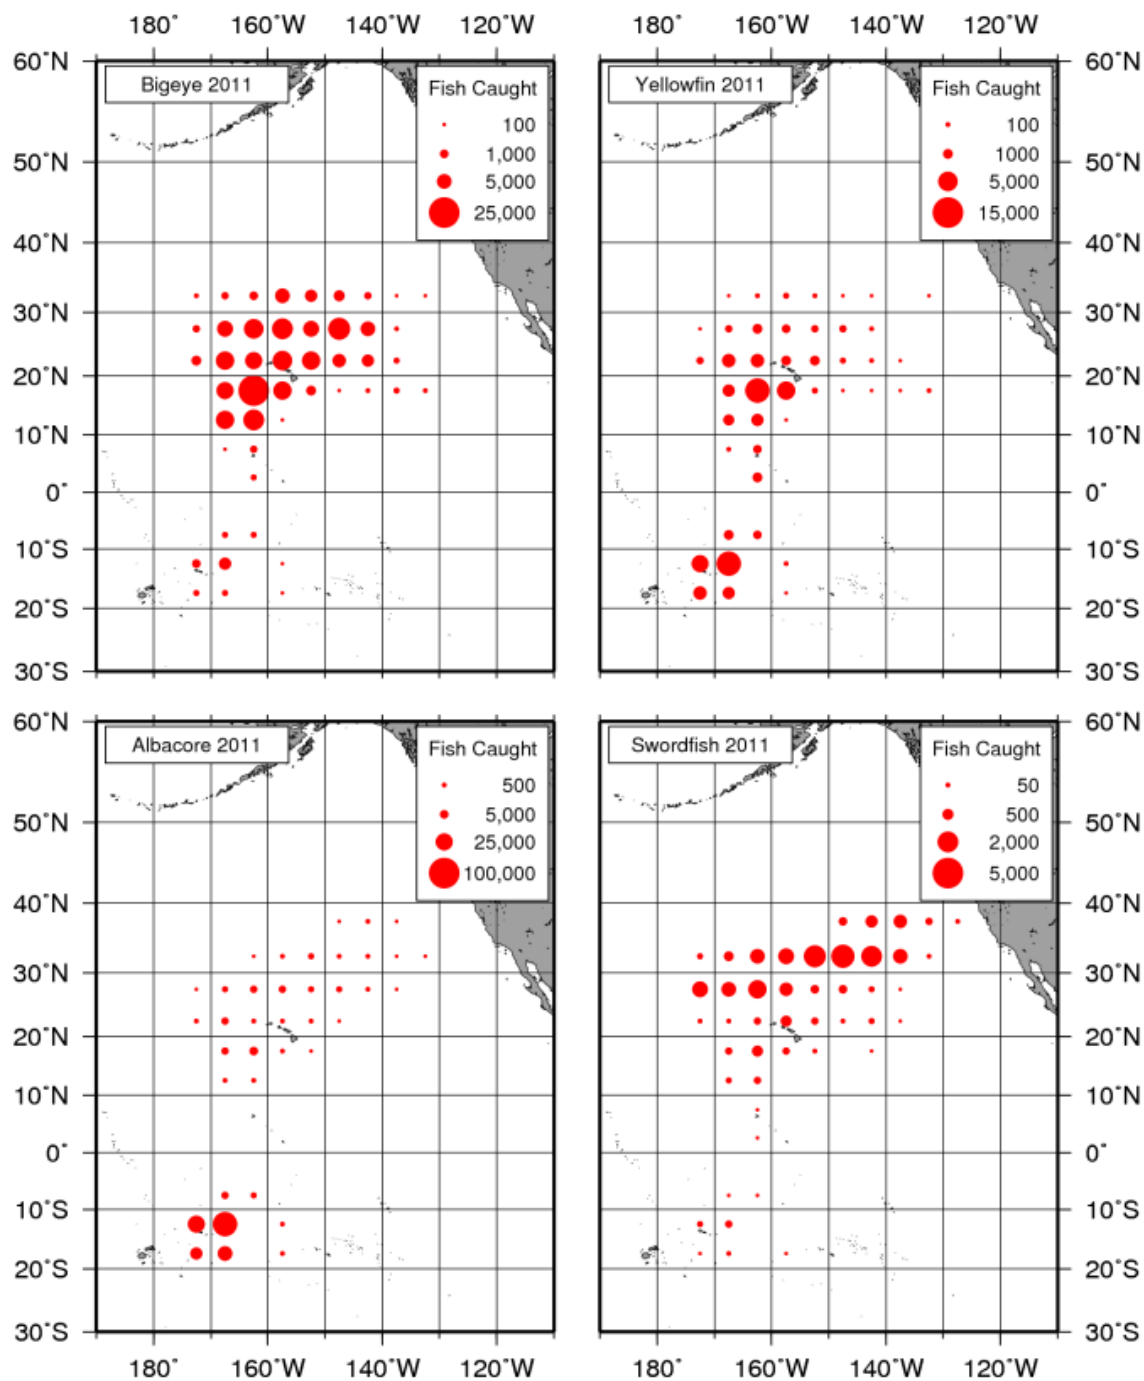 180˚ 160˚W 140˚W 120˚W 180˚ 160˚W 140˚W 120˚W
60˚N 60˚N
Bigeye 2011 Fish Caught Yellowfin 2011 Fish Caught
100 100
1,000 1000
50˚N 5,000 5,000 50˚N
25,000 15,000
40˚N 40˚N
30˚N 30˚N
20˚N 20˚N
10˚N 10˚N
0˚ 0˚
10˚S 10˚S
20˚S 20˚S
30˚S 30˚S
60˚N 60˚N
Albacore 2011 Fish Caught Swordfish 2011 Fish Caught
500 50
5,000 500
50˚N 25,000 2,000 50˚N
100,000 5,000
40˚N 40˚N
30˚N 30˚N
20˚N 20˚N
10˚N 10˚N
0˚ 0˚
10˚S 10˚S
20˚S 20˚S
30˚S 30˚S
180˚ 160˚W 140˚W 120˚W 180˚ 160˚W 140˚W 120˚W